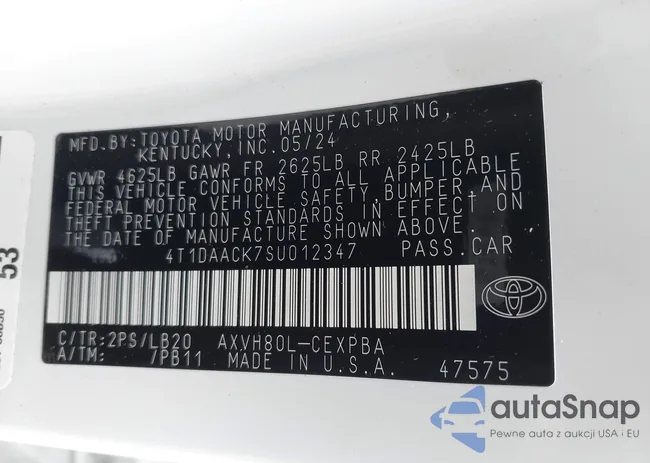 MFD.BY:TOYOTA MOTOR MANUFACTURING,
KENTUCKY, INC.05/24
GVWR 4625LB GAWR FR 2625LB RR 2425LB
THIS VEHICLE CONFORMS TO ALL APPLICABLE
FEDERAL MOTOR VEHICLE SAFETY,BUMPER,AND
THEFT PREVENTION STANDARDS IN EFFECT ON
THE DATE OF MANUFACTURE SHOWN ABOVE.
4T1DAACK7SU012347 PASS.CAR
C/TR:2PS/LB20 AXVH80L-CEXPBA
A/TM: /PB11 MADE IN U.S.A. 47575
53
autaSnap
Pewne auta z aukcji USA i EU